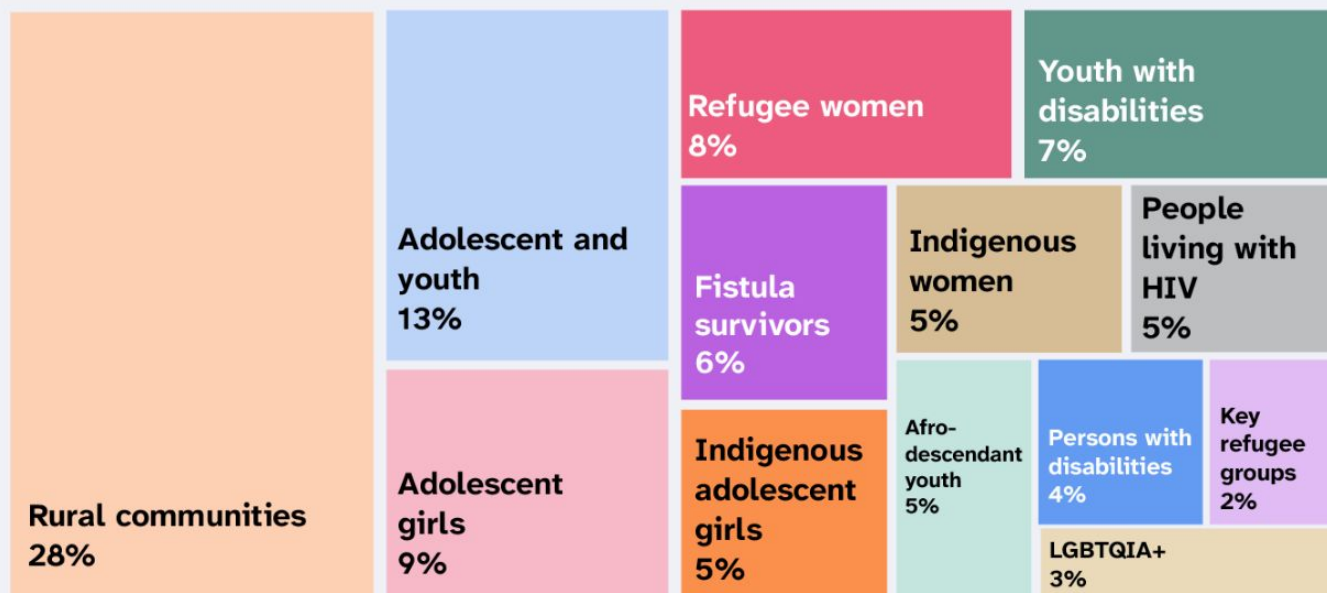 Rural communities
28%
Adolescent and
youth
13%
Adolescent
girls
9%
Refugee women
8%
Youth with
disabilities
7%
Fistula
survivors
6%
Indigenous
women
5%
People
living with
HIV
5%
Indigenous
adolescent
girls
5%
Afro-
descendant
youth
5%
Persons with
disabilities
4%
Key
refugee
groups
2%
LGBTQIA+
3%